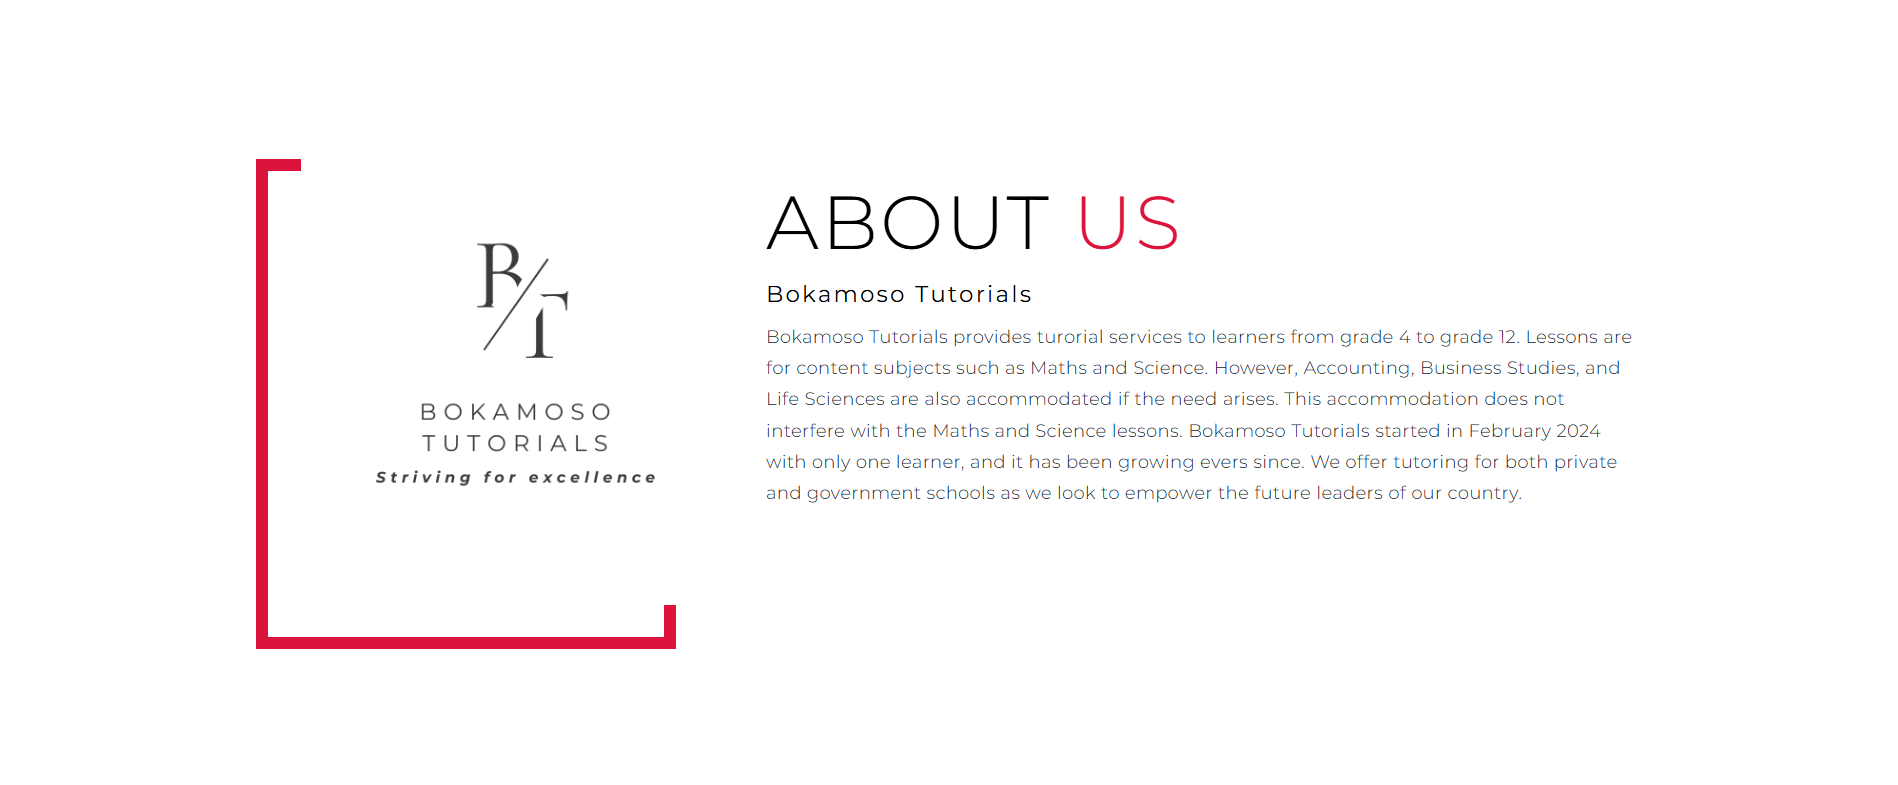 B/T
BOKAMOSO
TUTORIALS
Striving for excellence
ABOUT US
Bokamoso Tutorials
Bokamoso Tutorials provides turorial services to learners from grade 4 to grade 12. Lessons are
for content subjects such as Maths and Science. However, Accounting, Business Studies, and
Life Sciences are also accommodated if the need arises. This accommodation does not
interfere with the Maths and Science lessons. Bokamoso Tutorials started in February 2024
with only one learner, and it has been growing evers since. We offer tutoring for both private
and government schools as we look to empower the future leaders of our country.